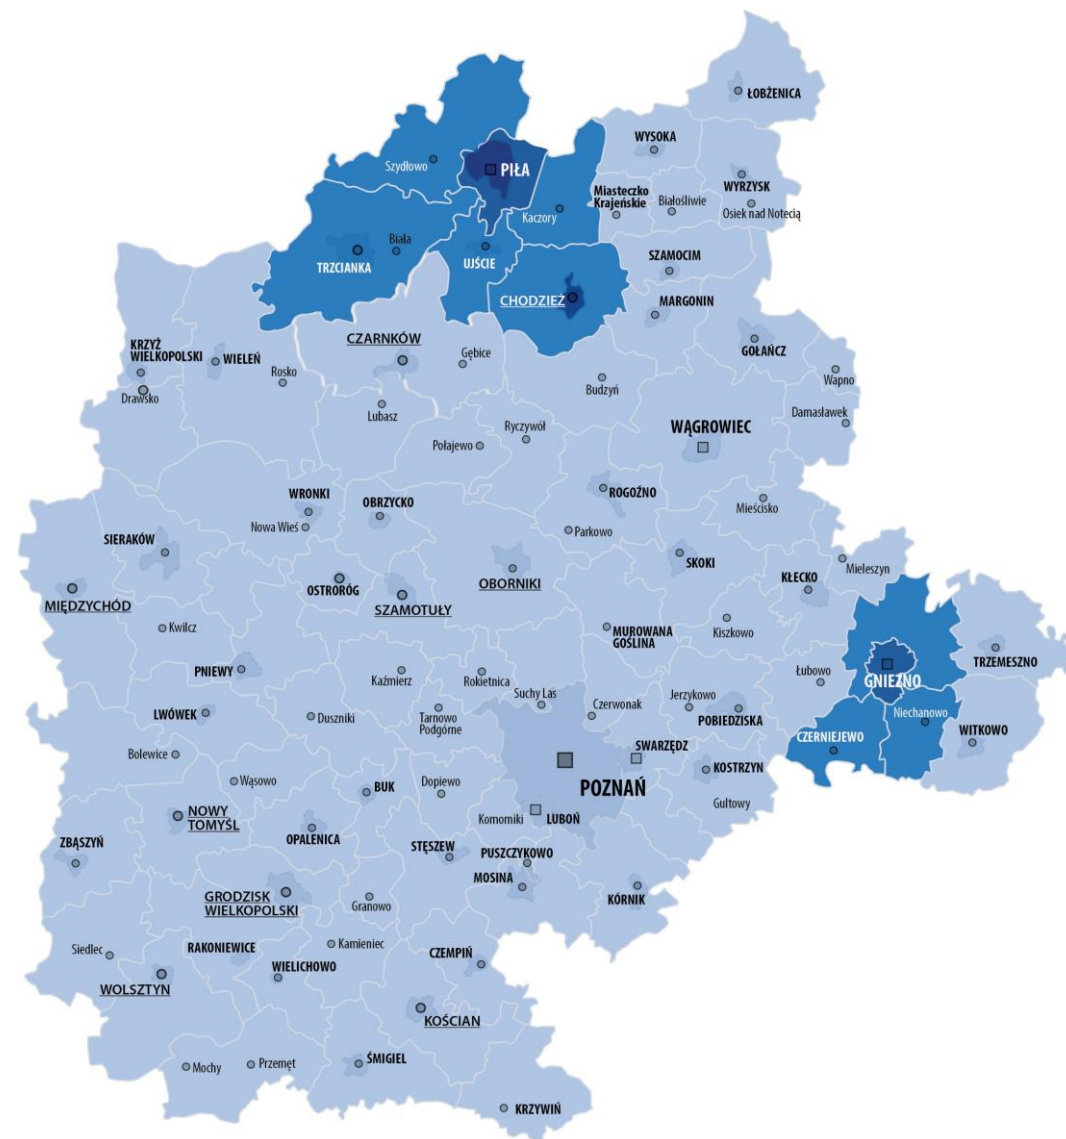 ŁOBŻENICA
WYSOKA
Szydłowo
PIŁA
WYRZYSK
Miasteczko
Krajeńskie
Białośliwie
Osiek nad Notecią
Kaczory
Biała
TRZCIANKA
UJŚCIE
SZAMOCIM
CHODZIEŻ
MARGONIN
CZARNKÓW
KRZYŻ
WIELKOPOLSKI
WIELEŃ
Gębice
GOŁAŃCZ
Rosko
Drawsko
Budzyń
Wapno
Lubasz
Damasławek
Ryczywół
WĄGROWIEC
Połajewo
WRONKI
OBRZYCKO
ROGOŹNO
Mieścisko
Nowa Wieś
Parkowo
SIERAKÓW
SKOKI
Mieleszyn
KŁECKO
OBORNIKI
OSTRORÓG
MIĘDZYCHÓD
SZAMOTUŁY
Kwilcz
MUROWANA
GOŚLINA
Kiszkowo
TRZEMESZNO
PNIEWY
Kaźmierz
Rokietnica
Łubowo
GNIEZNO
Suchy Las
Jerzykowo
LWÓWEK
Duszniki
Tarnowo
Podgórne
Czerwonak
POBIEDZISKA
Niechanowo
CZERNIEJEWO
WITKOWO
Bolewice
SWARZĘDZ
KOSTRZYN
Wąsowo
BUK
Dopiewo
POZNAŃ
Gultowy
NOWY
TOMYŚL
Komorniki
LUBOŃ
OPALENICA
ZBĄSZYŃ
STĘSZEW
PUSZCZYKOWO
MOSINA
GRODZISK
WIELKOPOLSKI
Granowo
KÓRNIK
Siedlec
RAKONIEWICE
Kamieniec
CZEMPIŃ
WIELICHOWO
WOLSZTYN
KOŚCIAN
Mochy
Przemęt
ŚMIGIEL
KRZYWIŃ